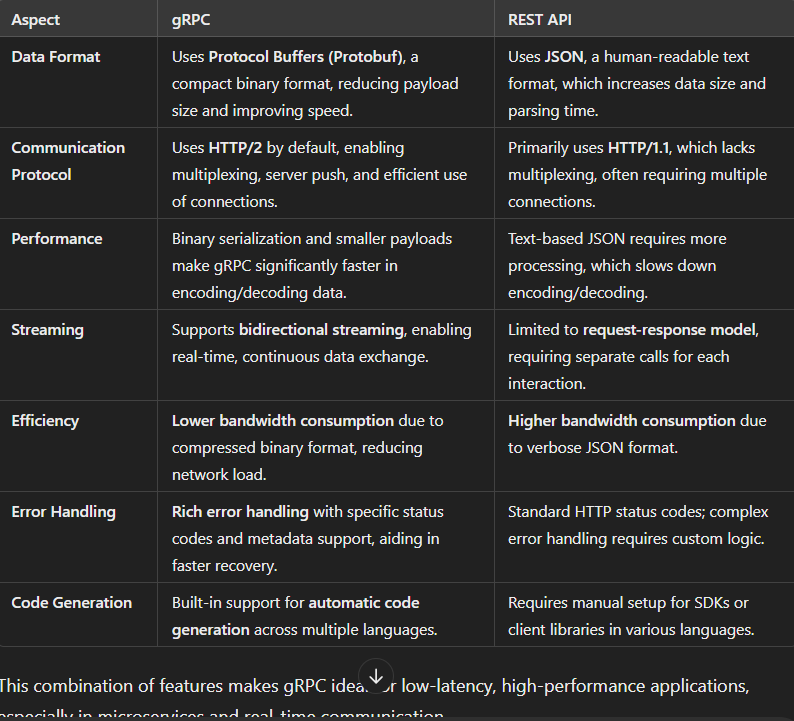 Aspect gRPC REST API
Data Format Uses Protocol Buffers (Protobuf), a Uses JSON, a human-readable text
compact binary format, reducing payload format, which increases data size and
size and improving speed. parsing time.
Communication Uses HTTP/2 by default, enabling Primarily uses HTTP/1.1, which lacks
Protocol multiplexing, server push, and efficient use multiplexing, often requiring multiple
of connections. connections.
Performance Binary serialization and smaller payloads Text-based JSON requires more
make gRPC significantly faster in processing, which slows down
encoding/decoding data. encoding/decoding.
Streaming Supports bidirectional streaming, enabling Limited to request-response model,
real-time, continuous data exchange. requiring separate calls for each
interaction.
Efficiency Lower bandwidth consumption due to Higher bandwidth consumption due
compressed binary format, reducing to verbose JSON format.
network load.
Error Handling Rich error handling with specific status Standard HTTP status codes; complex
codes and metadata support, aiding in error handling requires custom logic.
faster recovery.
Code Generation Built-in support for automatic code Requires manual setup for SDKs or
generation across multiple languages. client libraries in various languages.
This combination of features makes gRPC low-latency, high-performance applications,
especially in microservices and real-time communication.